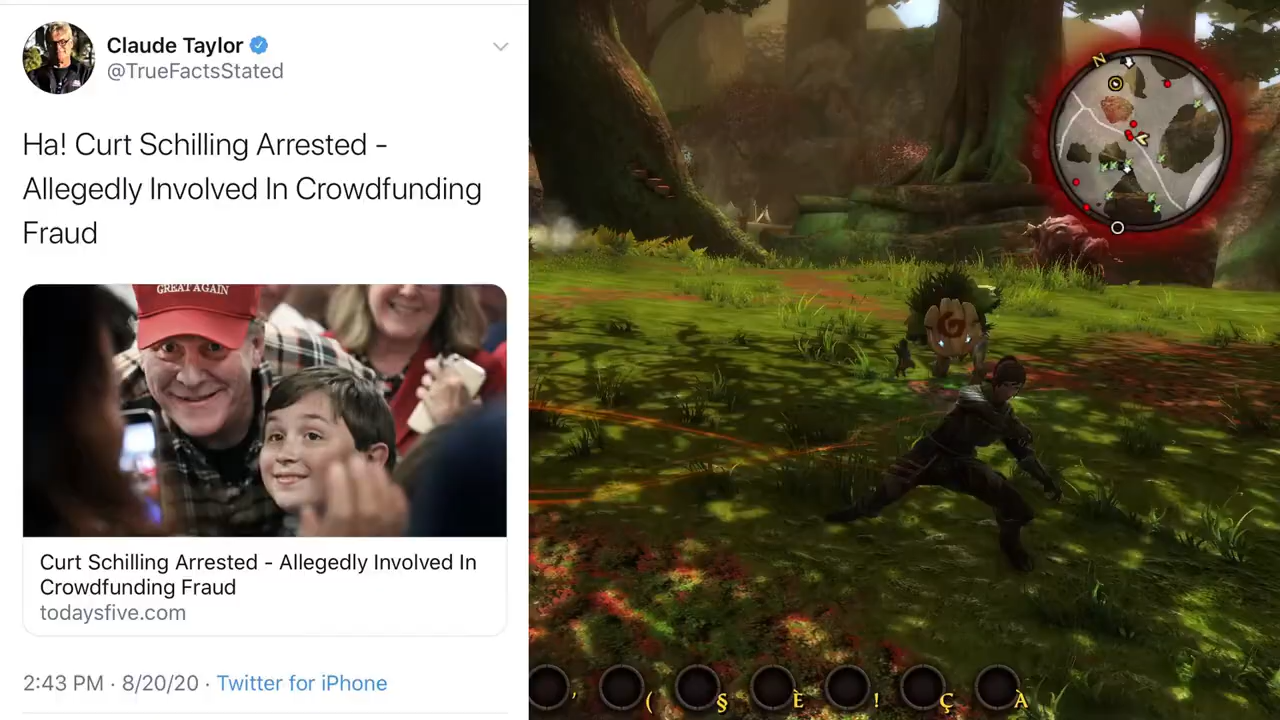 Claude Taylor
@TrueFactsStated
Ha! Curt Schilling Arrested -
Allegedly Involved In Crowdfunding
Fraud
GREAT AGAIN
Curt Schilling Arrested - Allegedly Involved In
Crowdfunding Fraud
todaysfive.com
2:43 PM · 8/20/20 · Twitter for iPhone
N
' ( § È ! Ç À